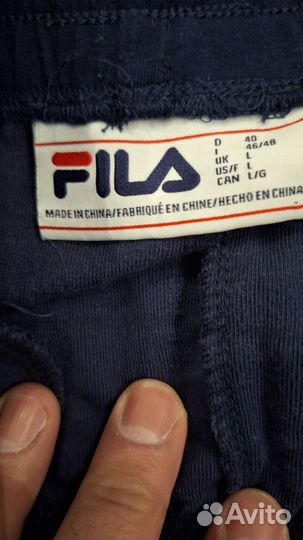 FILA
D 40
I 46/48
UK L
US/F L
CAN L/G
MADE IN CHINA/FABRIQUÉ EN CHINE/HECHO EN CHINA
Avito